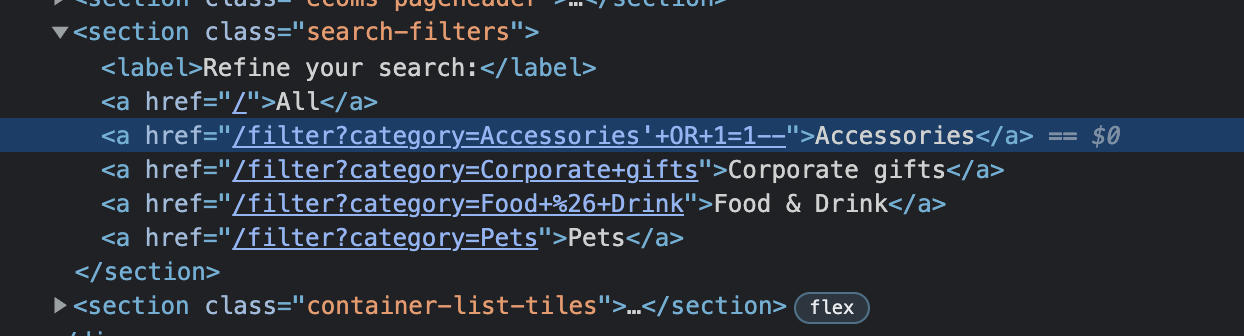 ▶<section class="ecoms-pageheader">…</section>
▼<section class="search-filters">
<label>Refine your search:</label>
<a href="/">All</a>
<a href="/filter?category=Accessories'+OR+1=1--">Accessories</a> == $0
<a href="/filter?category=Corporate+gifts">Corporate gifts</a>
<a href="/filter?category=Food+%26+Drink">Food & Drink</a>
<a href="/filter?category=Pets">Pets</a>
</section>
▶<section class="container-list-tiles">…</section> flex
</div>